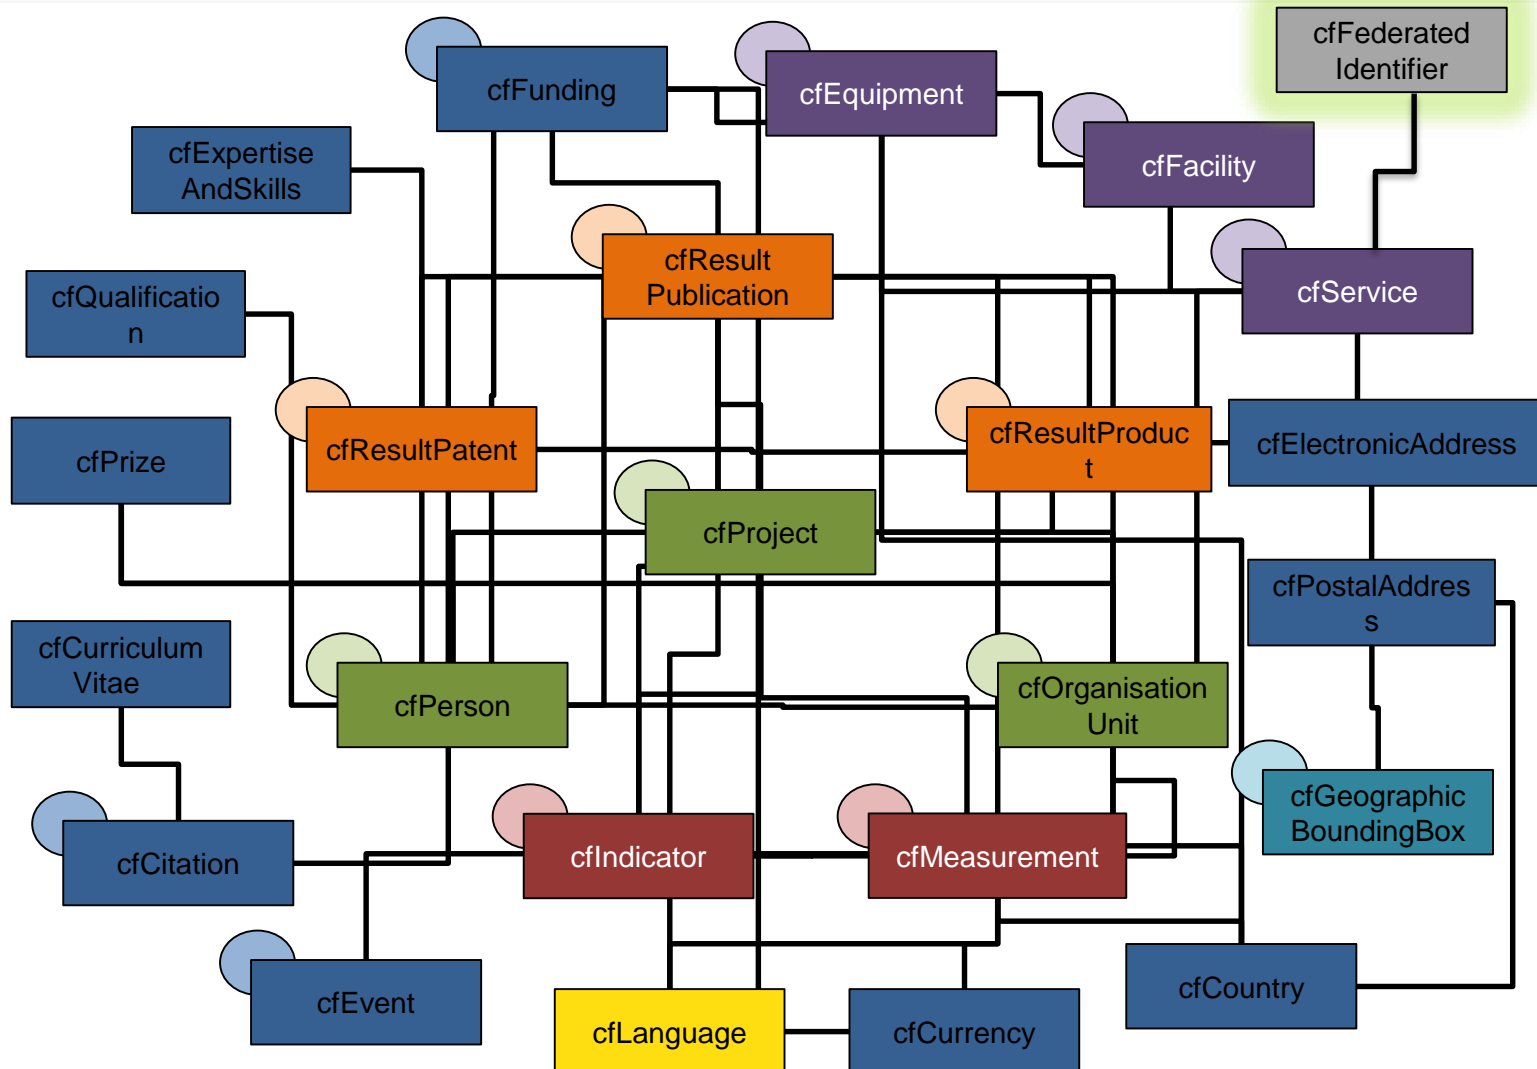 cfFederated
Identifier
cfFunding
cfEquipment
cfExpertise
AndSkills
cfFacility
cfResult
Publication
cfQualificatio
n
cfService
cfResultPatent
cfResultProduc
t
cfElectronicAddress
cfPrize
cfProject
cfPostalAddres
s
cfCurriculum
Vitae
cfPerson
cfOrganisation
Unit
cfGeographic
BoundingBox
cfCitation
cfIndicator
cfMeasurement
cfEvent
cfCountry
cfLanguage
cfCurrency